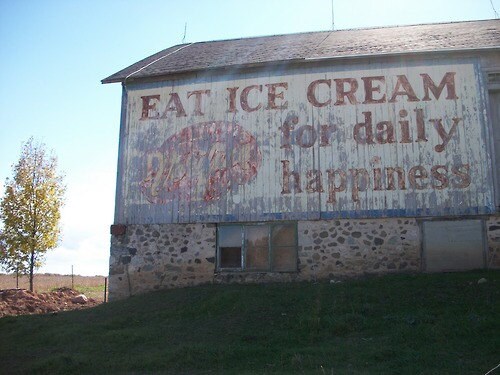 EAT ICE CREAM
for daily
happiness